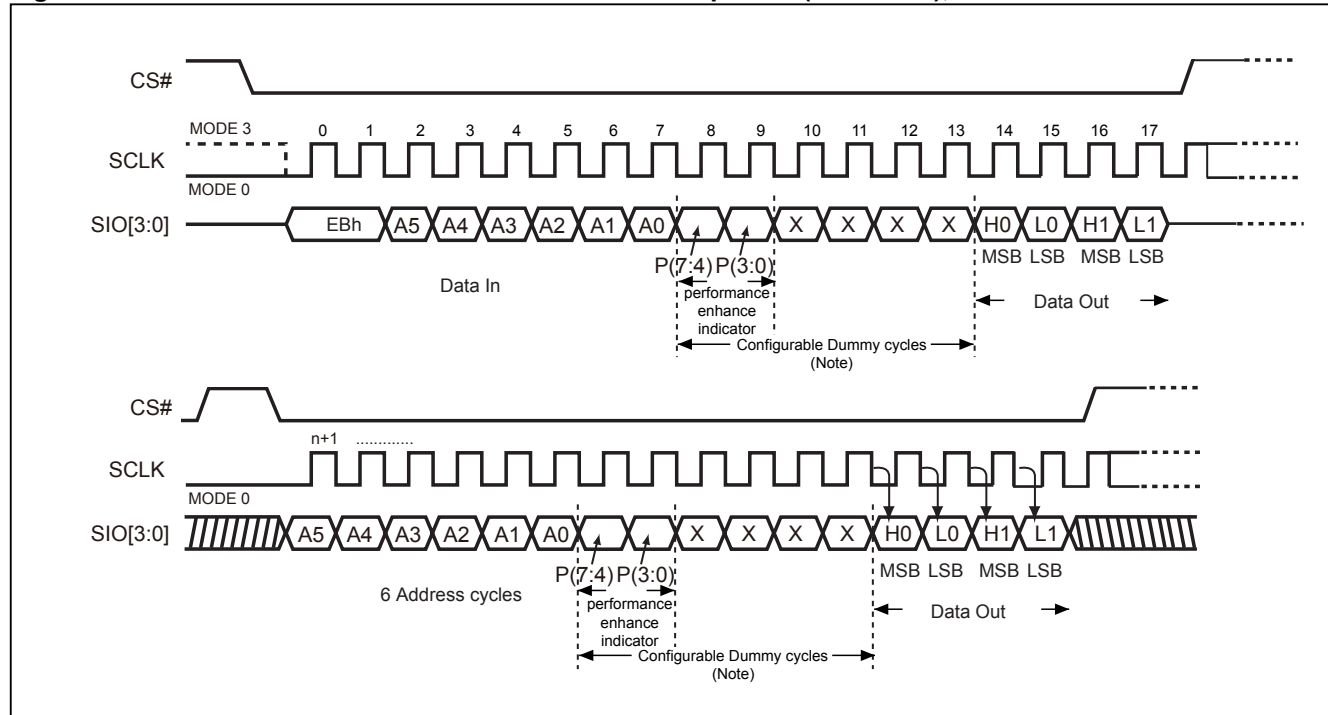 CS#
MODE 3
0 1 2 3 4 5 6 7 8 9 10 11 12 13 14 15 16 17
SCLK
MODE 0
SIO[3:0] EBh A5 A4 A3 A2 A1 A0 X X X X H0 L0 H1 L1
P(7:4) P(3:0) MSB LSB MSB LSB
Data In
performance
enhance
indicator
Data Out
Configurable Dummy cycles
(Note)
CS#
n+1 .............
SCLK
MODE 0
SIO[3:0] A5 A4 A3 A2 A1 A0 X X X X H0 L0 H1 L1
P(7:4) P(3:0) MSB LSB MSB LSB
6 Address cycles
performance
enhance
indicator
Data Out
Configurable Dummy cycles
(Note)